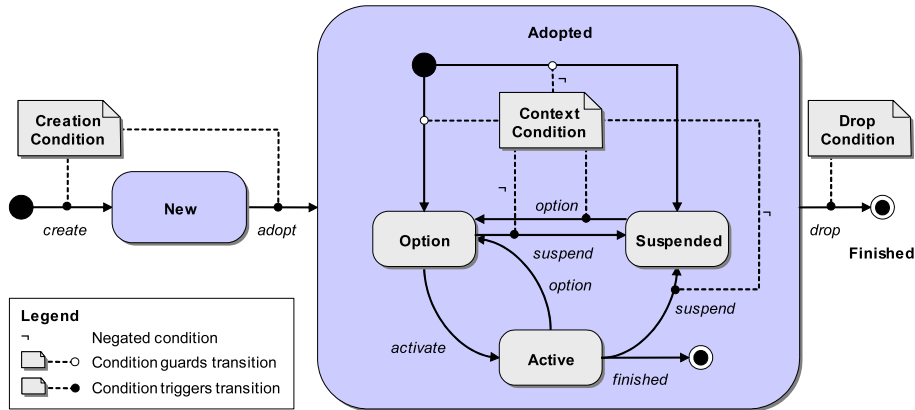 Adopted
¬
Creation
Condition
Context
Condition
Drop
Condition
New
create
adopt
¬
option
¬
Option
Suspended
suspend
drop
Finished
option
suspend
activate
Active
finished
Legend
¬ Negated condition
Condition guards transition
Condition triggers transition